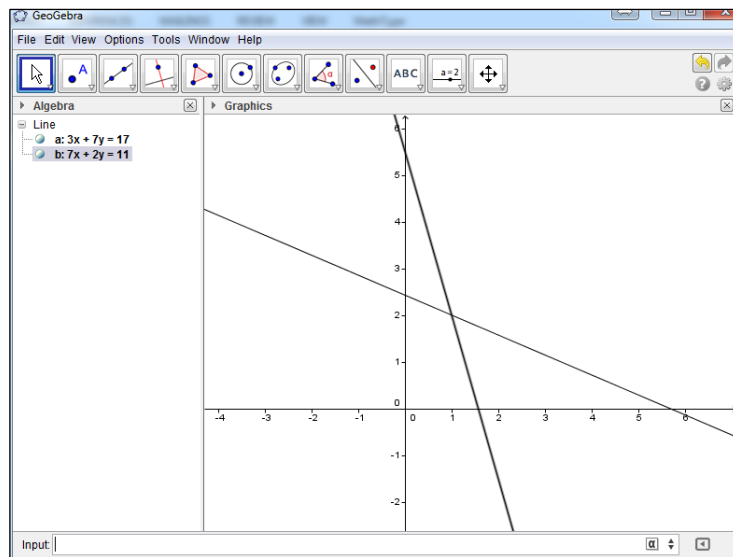 GeoGebra
File Edit View Options Tools Window Help
A α ABC a=2
Algebra
Graphics
Line
a: 3x + 7y = 17
b: 7x + 2y = 11
6
5
4
3
2
1
0
-4 -3 -2 -1 0 1 2 3 4 5 6
-1
-2
Input:
α